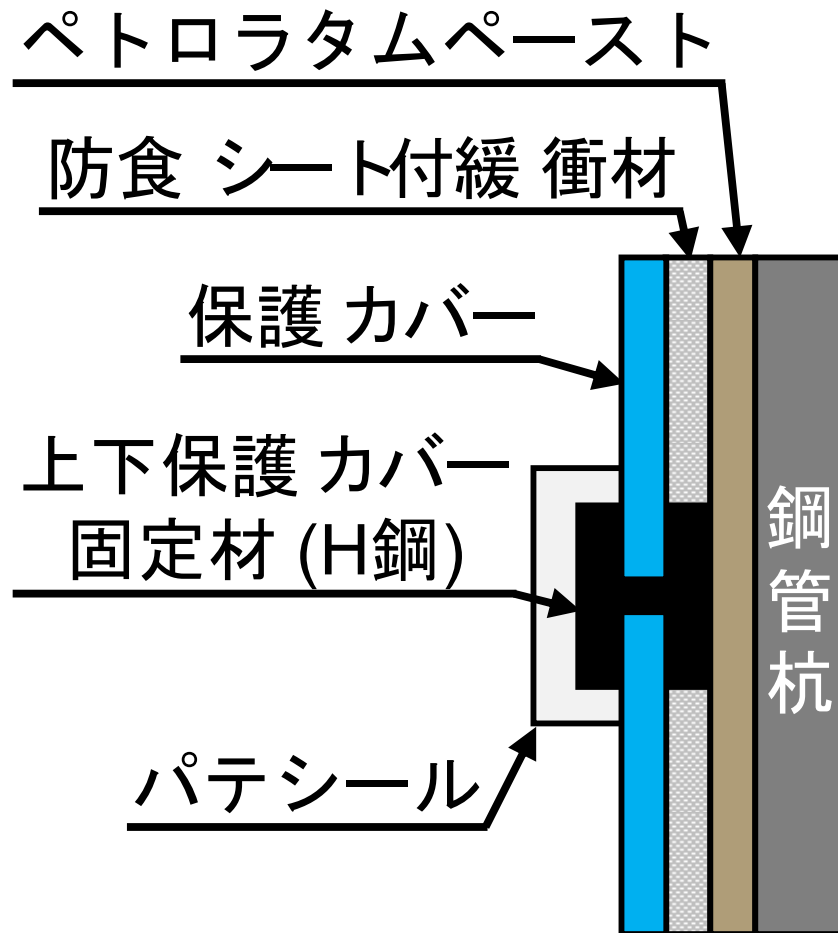 ペトロラタムペースト
防食シート付緩衝材
保護カバー
上下保護カバー
固定材(H鋼)
鋼管杭
パテシール